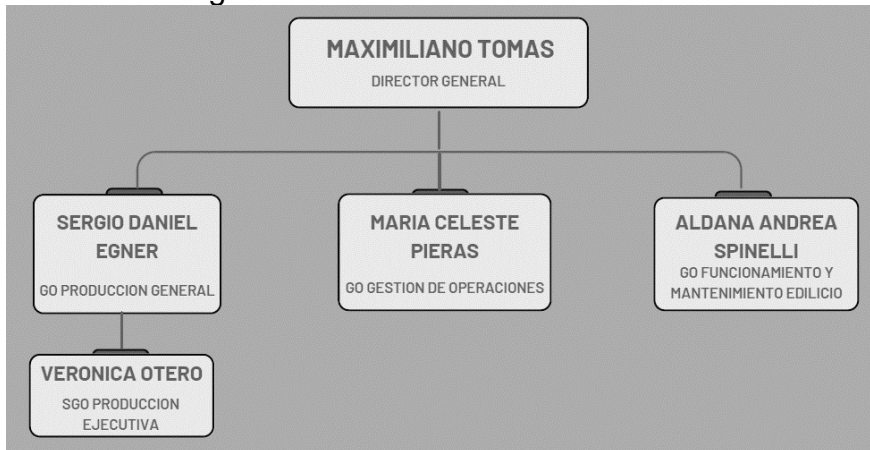 MAXIMILIANO TOMAS
DIRECTOR GENERAL
SERGIO DANIEL
EGNER
GO PRODUCCION GENERAL
MARIA CELESTE
PIERAS
GO GESTION DE OPERACIONES
ALDANA ANDREA
SPINELLI
GO FUNCIONAMIENTO Y
MANTENIMIENTO EDILICIO
VERONICA OTERO
SGO PRODUCCION
EJECUTIVA